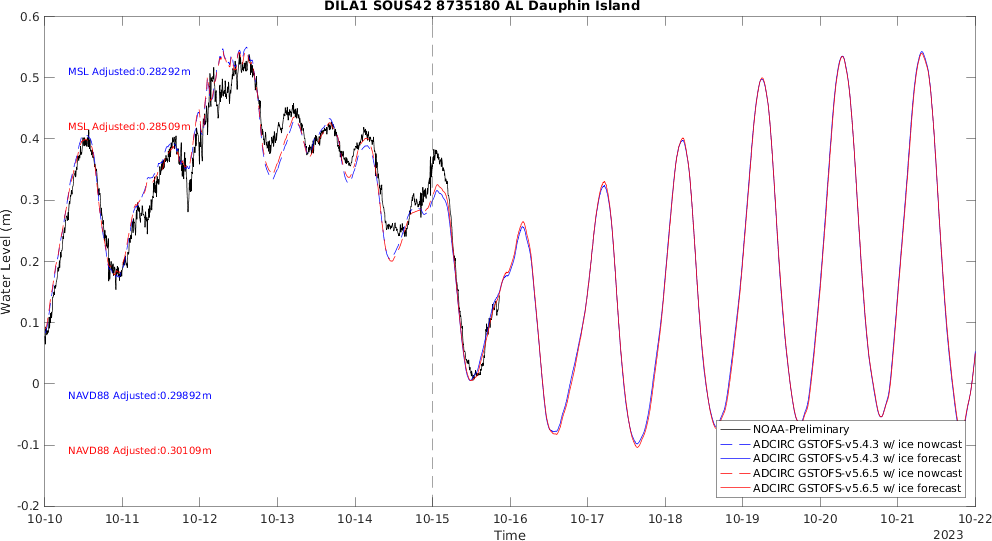 DILA1 SOUS42 8735180 AL Dauphin Island
0.6
0.5
0.4
0.3
0.2
0.1
0
-0.1
-0.2
Water Level (m)
MSL Adjusted:0.28292m
MSL Adjusted:0.28509m
NAVD88 Adjusted:0.29892m
NAVD88 Adjusted:0.30109m
NOAA-Preliminary
ADCIRC GSTOFS-v5.4.3 w/ ice nowcast
ADCIRC GSTOFS-v5.4.3 w/ ice forecast
ADCIRC GSTOFS-v5.6.5 w/ ice nowcast
ADCIRC GSTOFS-v5.6.5 w/ ice forecast
10-10 10-11 10-12 10-13 10-14 10-15 10-16 10-17 10-18 10-19 10-20 10-21 10-22
Time
2023